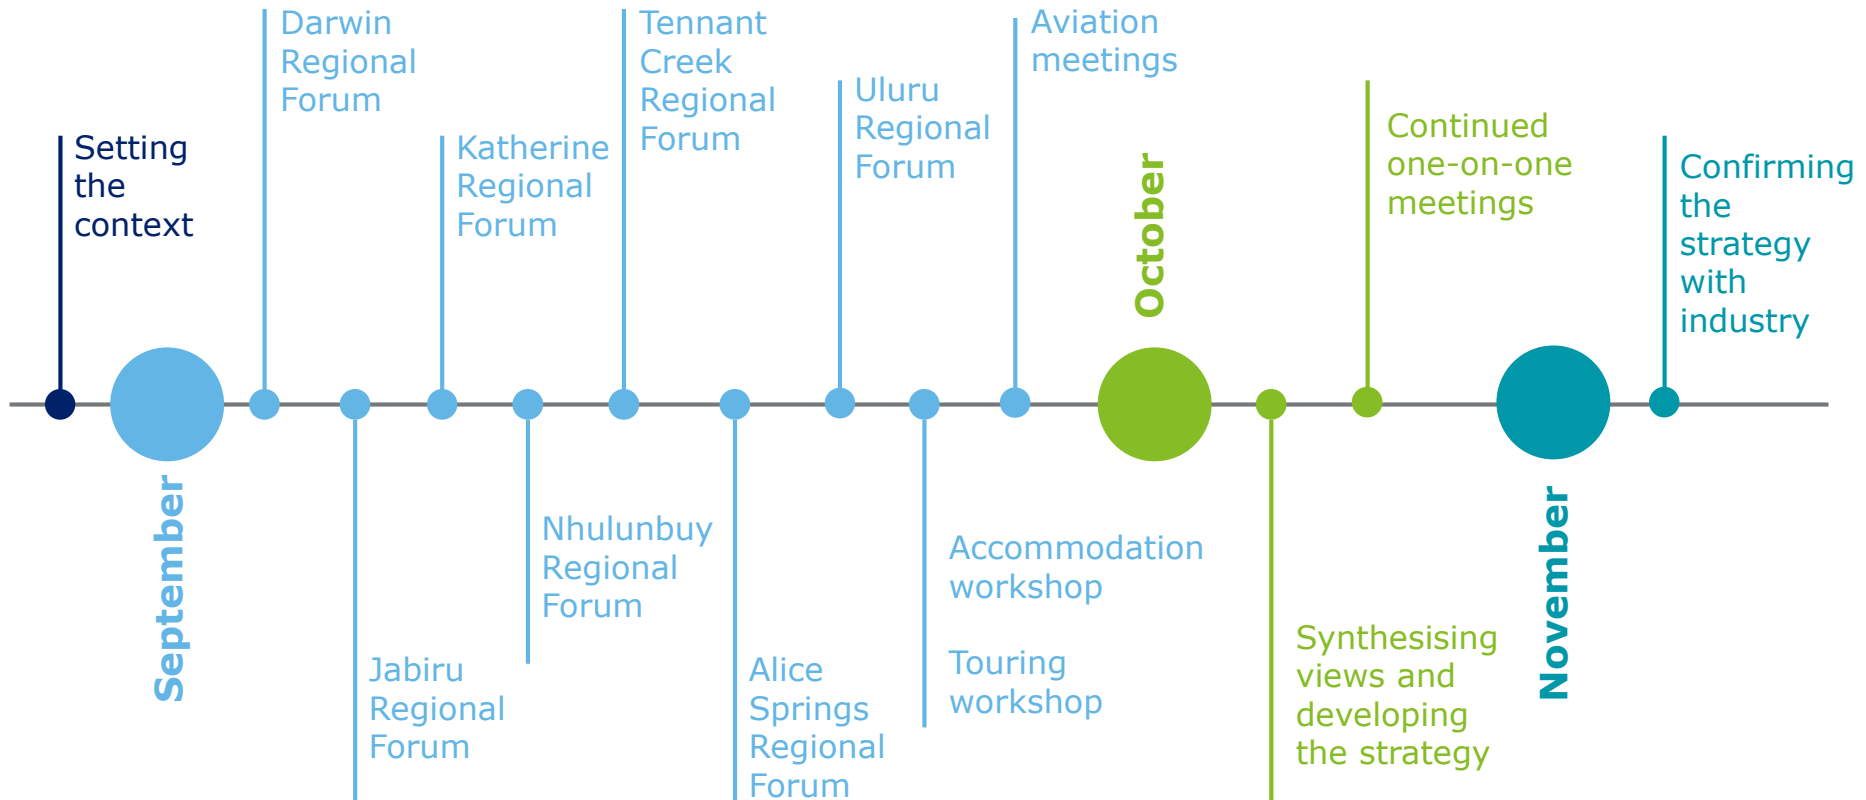 Setting
the
context
September
Darwin
Regional
Forum
Jabiru
Regional
Forum
Katherine
Regional
Forum
Nhulunbuy
Regional
Forum
Tennant
Creek
Regional
Forum
Alice
Springs
Regional
Forum
Uluru
Regional
Forum
Accommodation
workshop
Touring
workshop
Aviation
meetings
October
Synthesising
views and
developing
the strategy
Continued
one-on-one
meetings
November
Confirming
the
strategy
with
industry